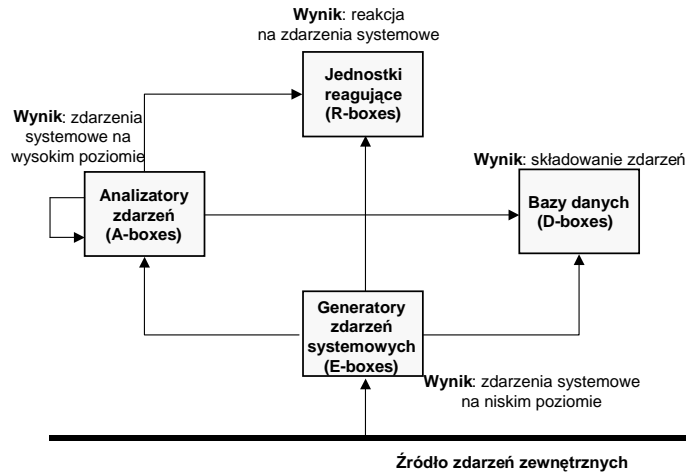 Wynik: reakcja
na zdarzenia systemowe
Jednostki
reagujące
(R-boxes)
Wynik: zdarzenia
systemowe na
wysokim poziomie
Analizatory
zdarzeń
(A-boxes)
Wynik: składowanie zdarzeń
Bazy danych
(D-boxes)
Generatory
zdarzeń
systemowych
(E-boxes)
Wynik: zdarzenia systemowe
na niskim poziomie
Źródło zdarzeń zewnętrznych